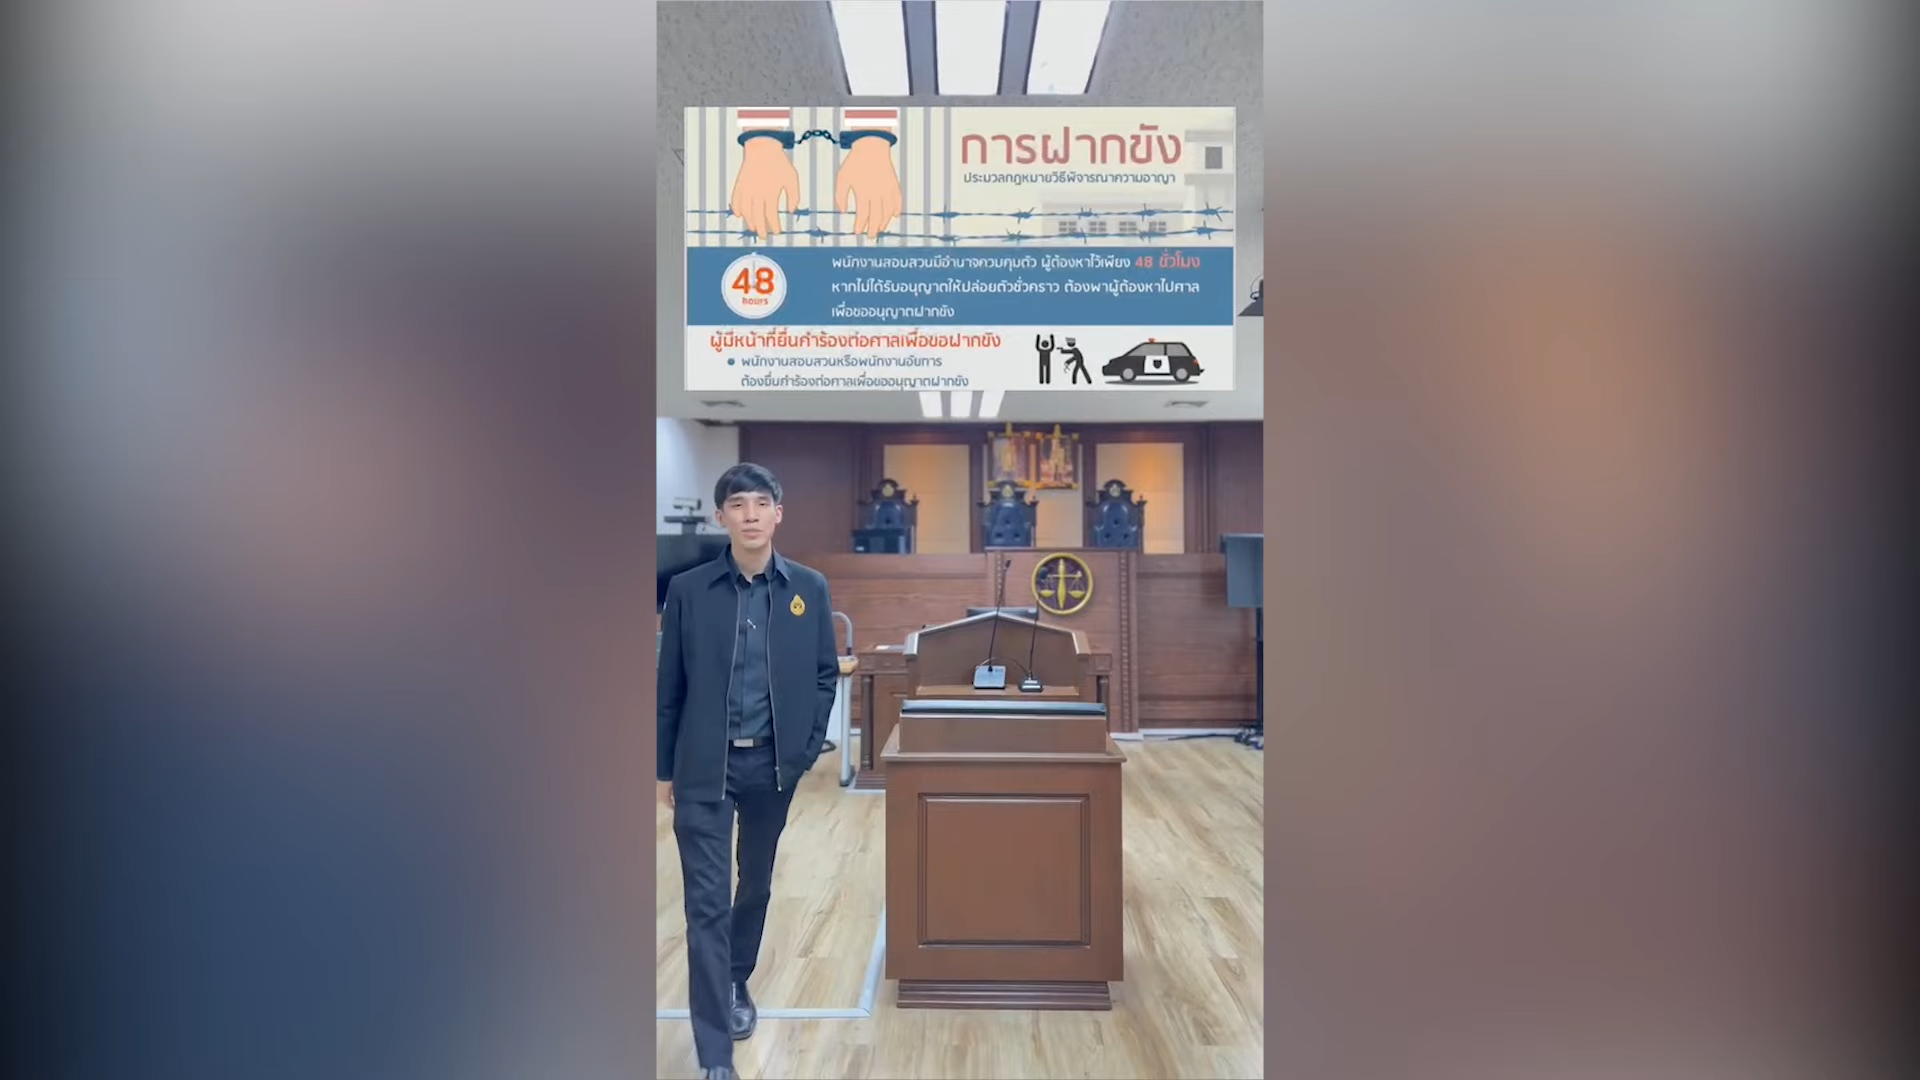 การฝากขัง
ประมวลกฎหมายวิธีพิจารณาความอาญา
48
hours
พนักงานสอบสวนมีอำนาจควบคุมตัว ผู้ต้องหาไว้เพียง 48 ชั่วโมง
หากไม่ได้รับอนุญาตให้ปล่อยตัวชั่วคราว ต้องพาผู้ต้องหาไปศาล
เพื่อขออนุญาตฝากขัง
ผู้มีหน้าที่ยื่นคำร้องต่อศาลเพื่อขอฝากขัง
พนักงานสอบสวนหรือพนักงานอัยการ
ต้องยื่นคำร้องต่อศาลเพื่อขออนุญาตฝากขัง